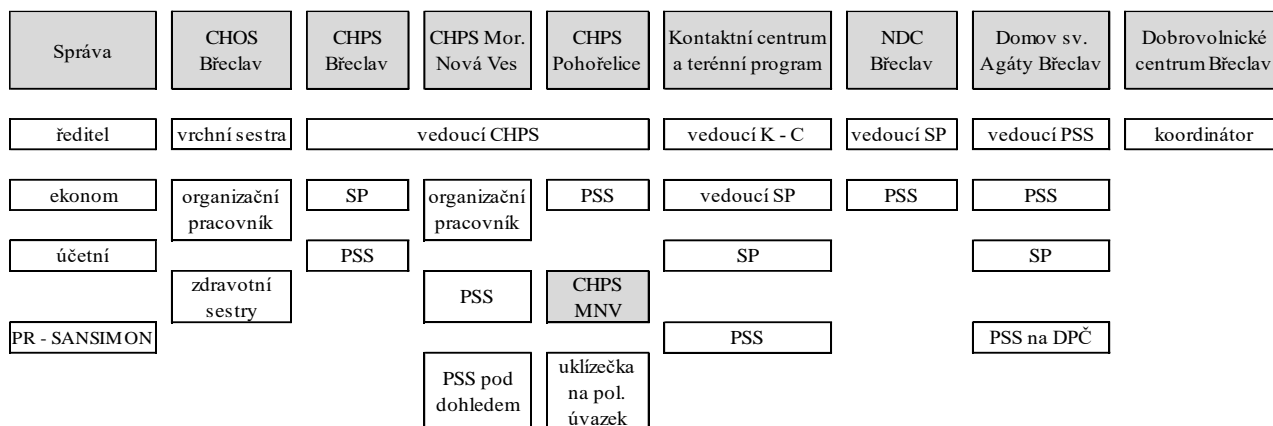 Správa
CHOS
Břeclav
CHPS
Břeclav
CHPS Mor.
Nová Ves
CHPS
Pohořelice
Kontaktní centrum
a terénní program
NDC
Břeclav
Domov sv.
Agáty Břeclav
Dobrovolnické
centrum Břeclav
ředitel
vrchní sestra
vedoucí CHPS
vedoucí K - C
vedoucí SP
vedoucí PSS
koordinátor
ekonom
organizační
pracovník
SP
organizační
pracovník
PSS
vedoucí SP
PSS
PSS
účetní
PSS
SP
SP
zdravotní
sestry
PSS
CHPS
MNV
PR - SANSIMON
PSS
PSS na DPČ
PSS pod
dohledem
uklízečka
na pol.
úvazek